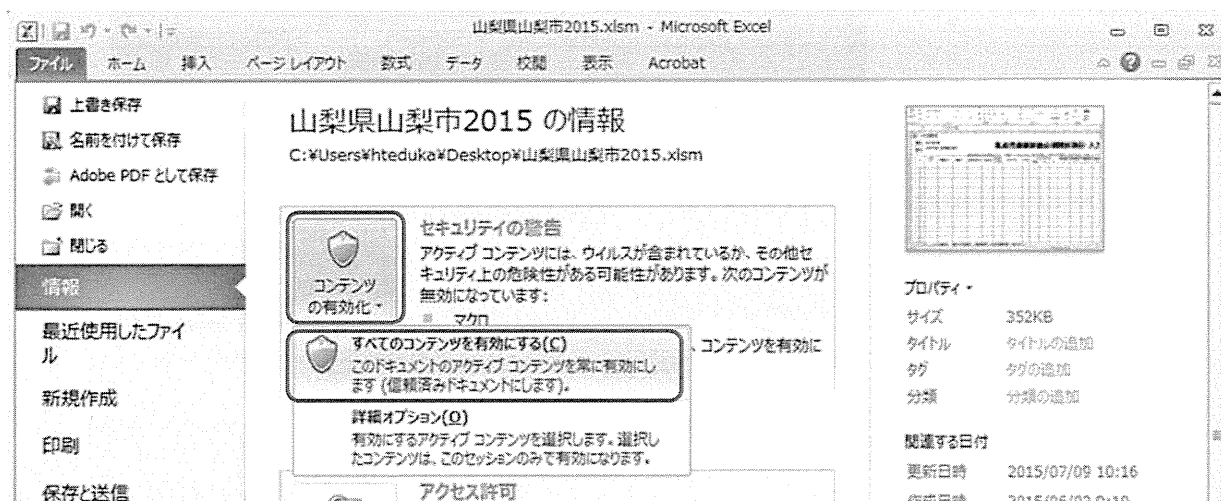 山梨県山梨市2015.xlsm - Microsoft Excel
ファイル ホーム 挿入 ページ レイアウト 数式 データ 校閲 表示 Acrobat
上書き保存
名前を付けて保存
Adobe PDF として保存
開く
閉じる
情報
最近使用したファイ
ル
新規作成
印刷
保存と送信
山梨県山梨市2015 の情報
C:¥Users¥hteduka¥Desktop¥山梨県山梨市2015.xlsm
コンテンツ
の有効化
セキュリティの警告
アクティブ コンテンツには、ウイルスが含まれているか、その他セ
キュリティ上の危険性がある可能性があります。次のコンテンツが
無効になっています:
マクロ
、コンテンツを有効に
すべてのコンテンツを有効にする(C)
このドキュメントのアクティブ コンテンツを常に有効にし
ます (信頼済みドキュメントにします)。
詳細オプション(O)
有効にするアクティブ コンテンツを選択します。選択し
たコンテンツは、このセッションのみで有効になります。
アクセス許可
プロパティ
サイズ 352KB
タイトル タイトルの追加
タグ タグの追加
分類 分類の追加
関連する日付
更新日時 2015/07/09 10:16